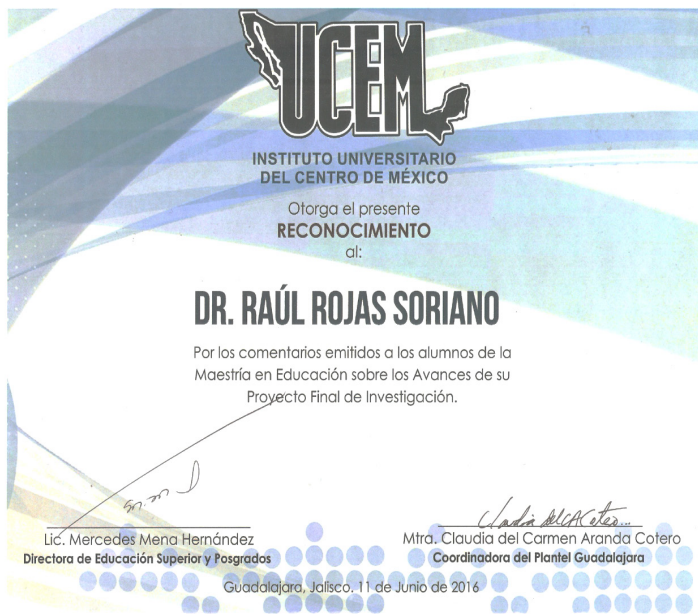 UCEM
INSTITUTO UNIVERSITARIO
DEL CENTRO DE MÉXICO
Otorga el presente
RECONOCIMIENTO
al:
DR. RAÚL ROJAS SORIANO
Por los comentarios emitidos a los alumnos de la
Maestría en Educación sobre los Avances de su
Proyecto Final de Investigación.
Lic. Mercedes Mena Hernández
Directora de Educación Superior y Posgrados
Mtra. Claudia del Carmen Aranda Cotero
Coordinadora del Plantel Guadalajara
Guadalajara, Jalisco. 11 de Junio de 2016